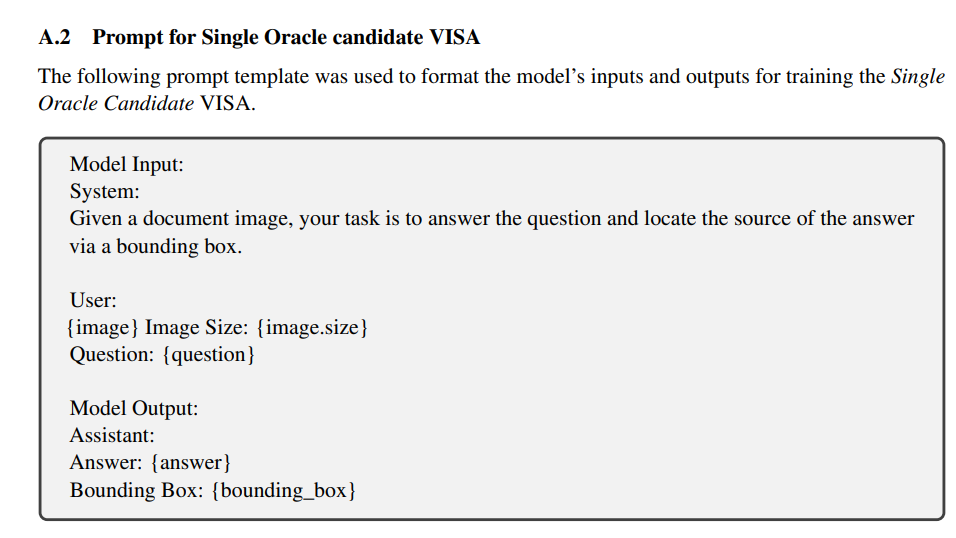 A.2 Prompt for Single Oracle candidate VISA
The following prompt template was used to format the model’s inputs and outputs for training the Single
Oracle Candidate VISA.
Model Input:
System:
Given a document image, your task is to answer the question and locate the source of the answer
via a bounding box.
User:
{image} Image Size: {image.size}
Question: {question}
Model Output:
Assistant:
Answer: {answer}
Bounding Box: {bounding_box}